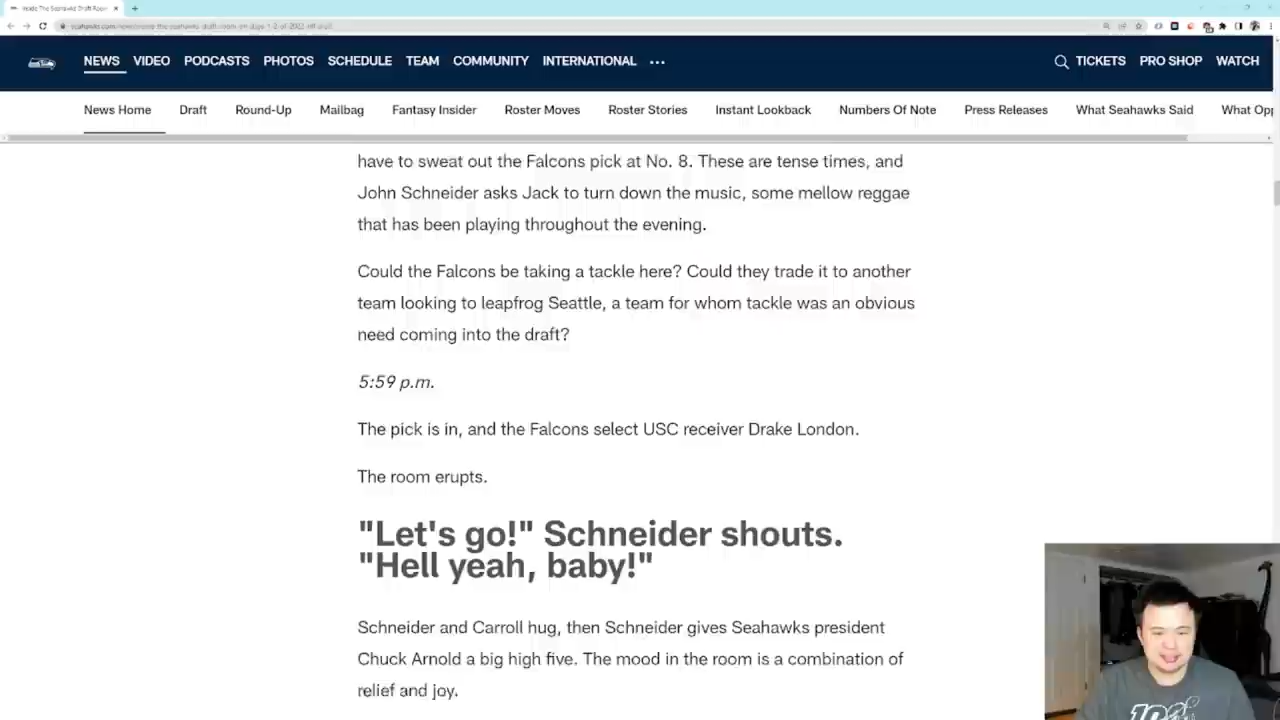 Inside The Seahawks Draft Room
NEWS VIDEO PODCASTS PHOTOS SCHEDULE TEAM COMMUNITY INTERNATIONAL ... TICKETS PRO SHOP WATCH
News Home Draft Round-Up Mailbag Fantasy Insider Roster Moves Roster Stories Instant Lookback Numbers Of Note Press Releases What Seahawks Said What Opp
have to sweat out the Falcons pick at No. 8. These are tense times, and
John Schneider asks Jack to turn down the music, some mellow reggae
that has been playing throughout the evening.
Could the Falcons be taking a tackle here? Could they trade it to another
team looking to leapfrog Seattle, a team for whom tackle was an obvious
need coming into the draft?
5:59 p.m.
The pick is in, and the Falcons select USC receiver Drake London.
The room erupts.
"Let's go!" Schneider shouts.
"Hell yeah, baby!"
Schneider and Carroll hug, then Schneider gives Seahawks president
Chuck Arnold a big high five. The mood in the room is a combination of
relief and joy.